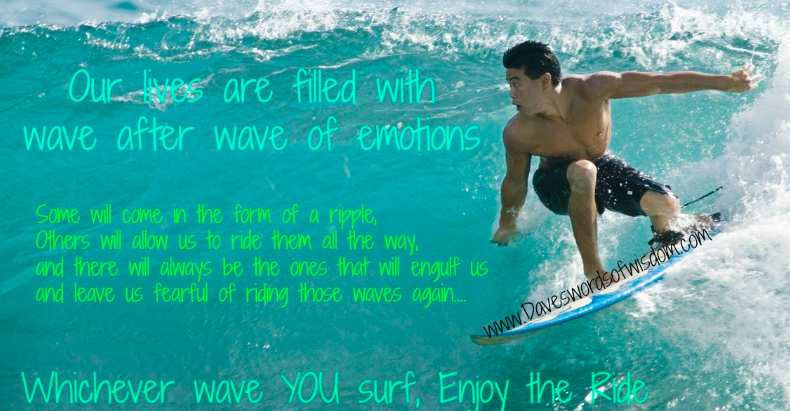 Our lives are filled with
wave after wave of emotions
Some will come in the form of a ripple,
Others will allow us to ride them all the way,
and there will always be the ones that will engulf us
and leave us fearful of riding those waves again....
www.Daveswordsofwisdom.com
Whichever wave YOU surf, Enjoy the Ride